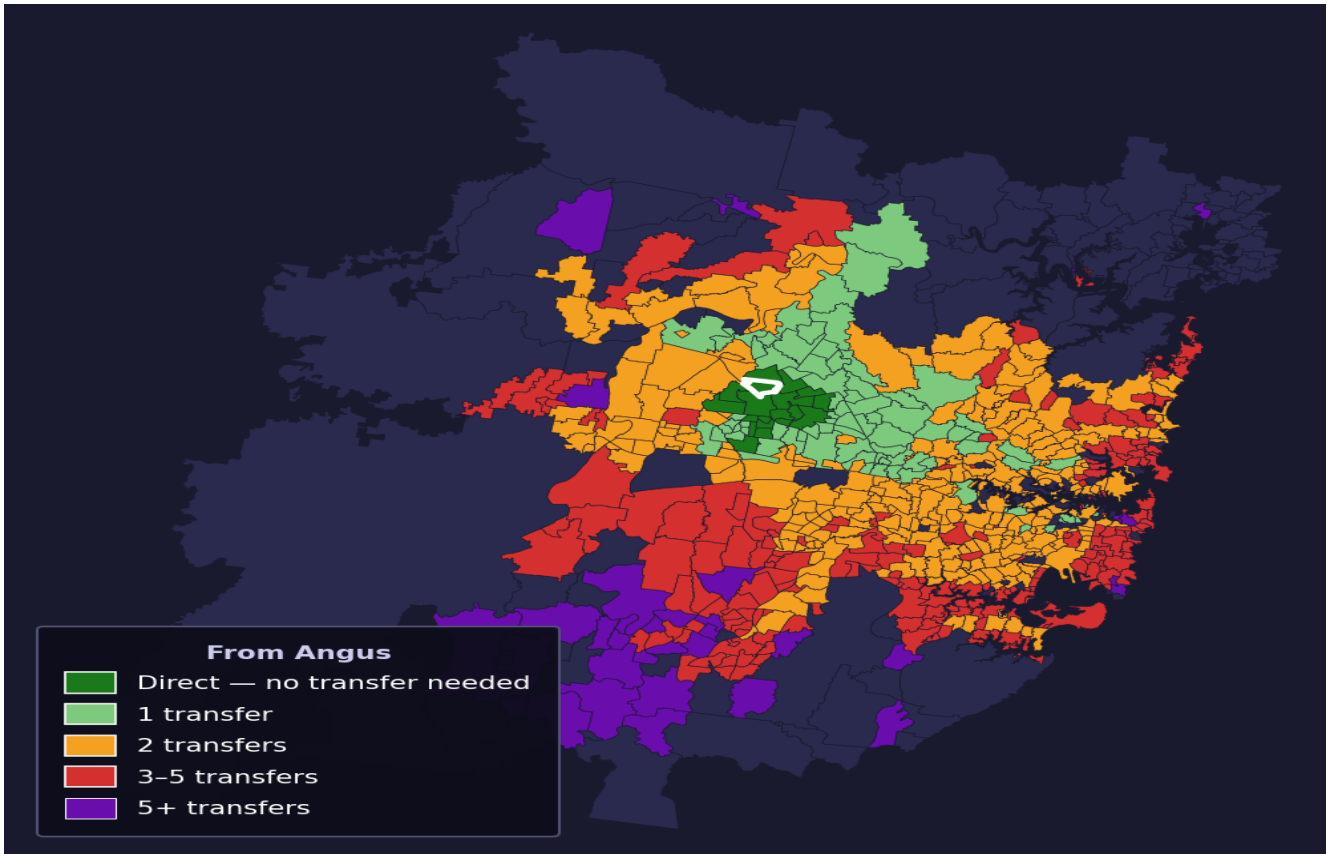 From Angus
Direct — no transfer needed
1 transfer
2 transfers
3–5 transfers
5+ transfers